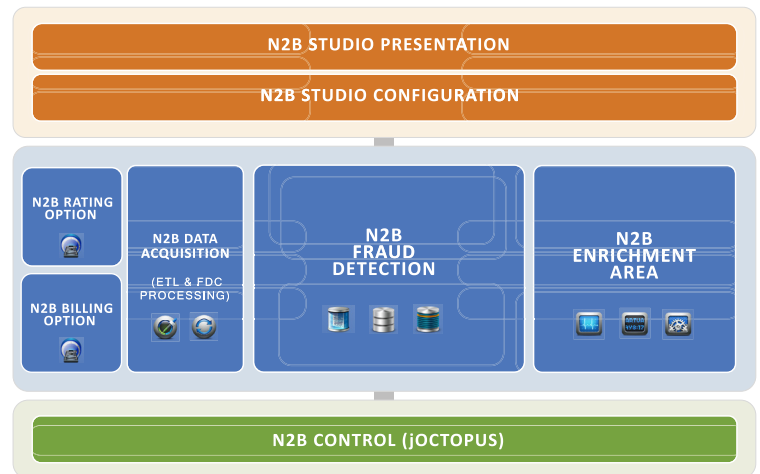 N2B STUDIO PRESENTATION
N2B STUDIO CONFIGURATION
N2B RATING
OPTION
N2B BILLING
OPTION
N2B DATA
ACQUISITION
(ETL & FDC
PROCESSING)
N2B
FRAUD
DETECTION
N2B
ENRICHMENT
AREA
N2B CONTROL (jOCTOPUS)